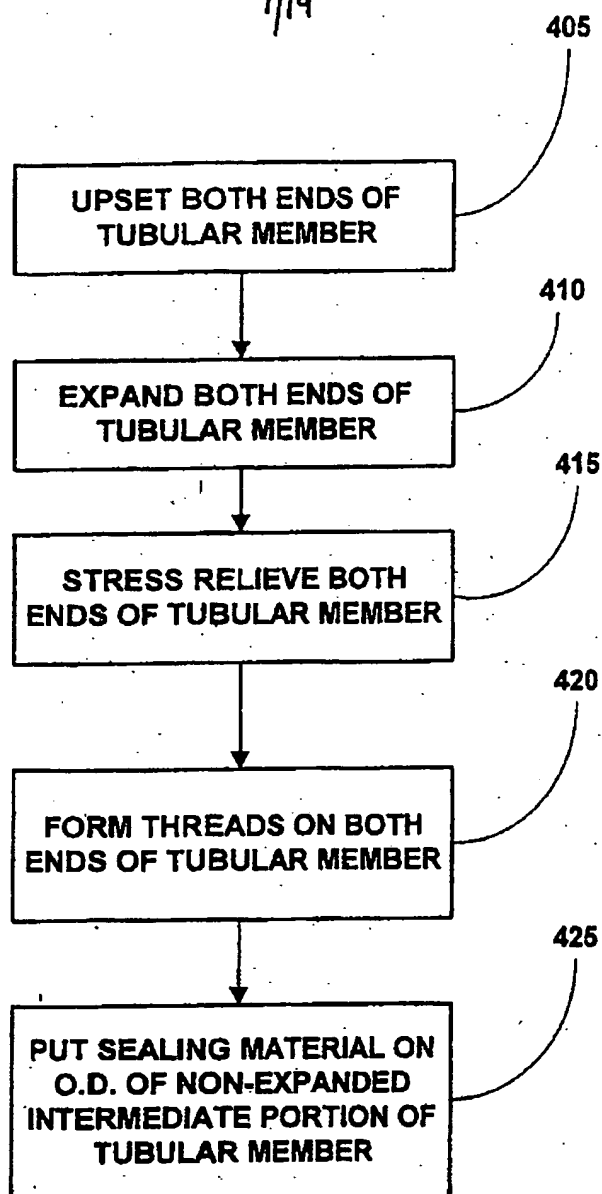 7/19
405
UPSET BOTH ENDS OF
TUBULAR MEMBER
410
EXPAND BOTH ENDS OF
TUBULAR MEMBER
415
STRESS RELIEVE BOTH
ENDS OF TUBULAR MEMBER
420
FORM THREADS ON BOTH
ENDS OF TUBULAR MEMBER
425
PUT SEALING MATERIAL ON
O.D. OF NON-EXPANDED
INTERMEDIATE PORTION OF
TUBULAR MEMBER